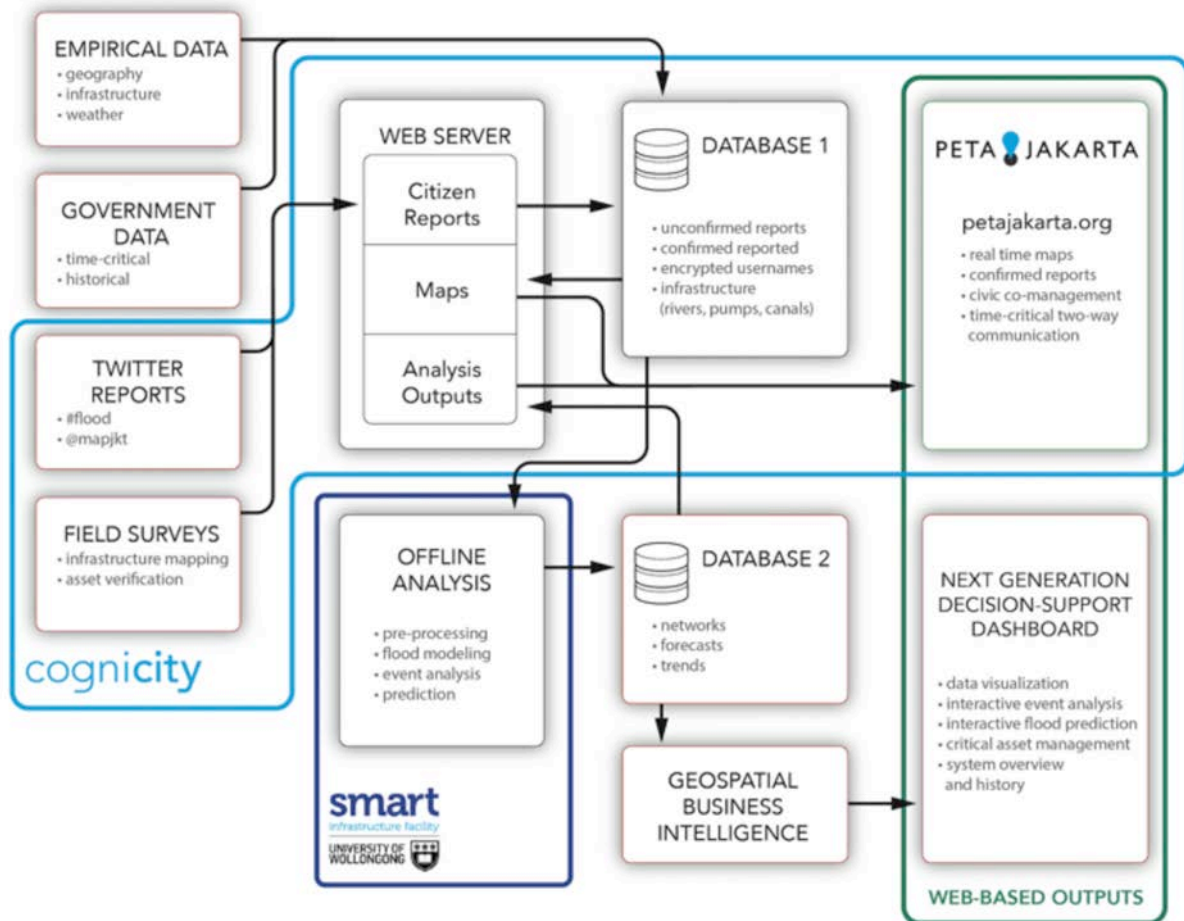 EMPIRICAL DATA
• geography
• infrastructure
• weather
GOVERNMENT
DATA
• time-critical
• historical
TWITTER
REPORTS
• #flood
• @mapjkt
FIELD SURVEYS
• infrastructure mapping
• asset verification
cognicity
WEB SERVER
Citizen
Reports
Maps
Analysis
Outputs
DATABASE 1
• unconfirmed reports
• confirmed reported
• encrypted usernames
• infrastructure
(rivers, pumps, canals)
PETA JAKARTA
petajakarta.org
• real time maps
• confirmed reports
• civic co-management
• time-critical two-way
communication
OFFLINE
ANALYSIS
• pre-processing
• flood modeling
• event analysis
• prediction
smart
infrastructure facility
UNIVERSITY OF
WOLLONGONG
DATABASE 2
• networks
• forecasts
• trends
GEOSPATIAL
BUSINESS
INTELLIGENCE
NEXT GENERATION
DECISION-SUPPORT
DASHBOARD
• data visualization
• interactive event analysis
• interactive flood prediction
• critical asset management
• system overview
and history
WEB-BASED OUTPUTS